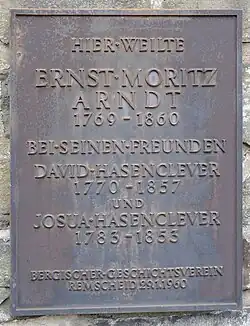 HIER·WEILTE
ERNST·MORITZ
ARNDT
1769-1860
BEI·SEINEN·FREUNDEN
DAVID·HASENCLEVER
1770-1857
UND
JOSUA·HASENCLEVER
1783-1853
BERGISCHER·GESCHICHTSVEREIN
REMSCHEID 29.1.1960